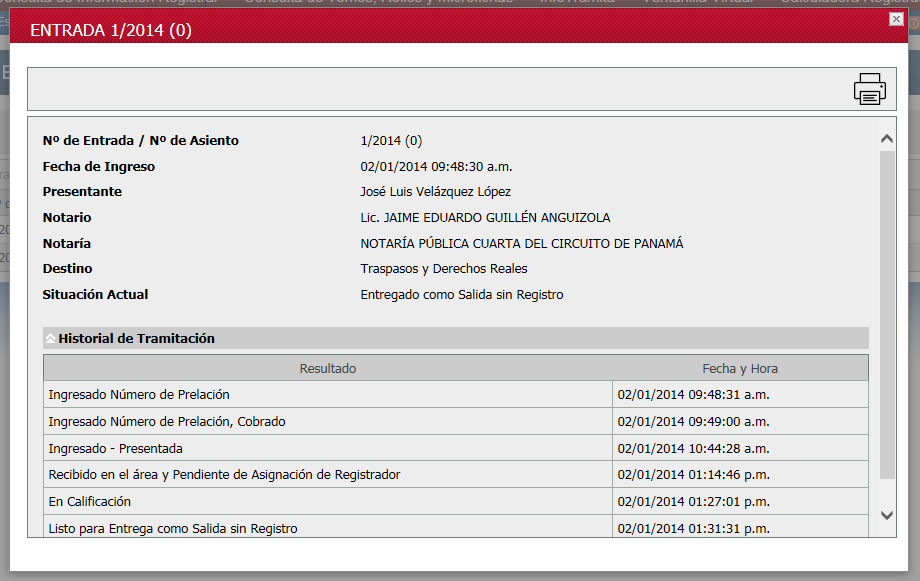 ENTRADA 1/2014 (0)
Nº de Entrada / Nº de Asiento 1/2014 (0)
Fecha de Ingreso 02/01/2014 09:48:30 a.m.
Presentante José Luis Velázquez López
Notario Lic. JAIME EDUARDO GUILLÉN ANGUIZOLA
Notaría NOTARÍA PÚBLICA CUARTA DEL CIRCUITO DE PANAMÁ
Destino Traspasos y Derechos Reales
Situación Actual Entregado como Salida sin Registro
Historial de Tramitación
Resultado Fecha y Hora
Ingresado Número de Prelación 02/01/2014 09:48:31 a.m.
Ingresado Número de Prelación, Cobrado 02/01/2014 09:49:00 a.m.
Ingresado - Presentada 02/01/2014 10:44:28 a.m.
Recibido en el área y Pendiente de Asignación de Registrador 02/01/2014 01:14:46 p.m.
En Calificación 02/01/2014 01:27:01 p.m.
Listo para Entrega como Salida sin Registro 02/01/2014 01:31:31 p.m.